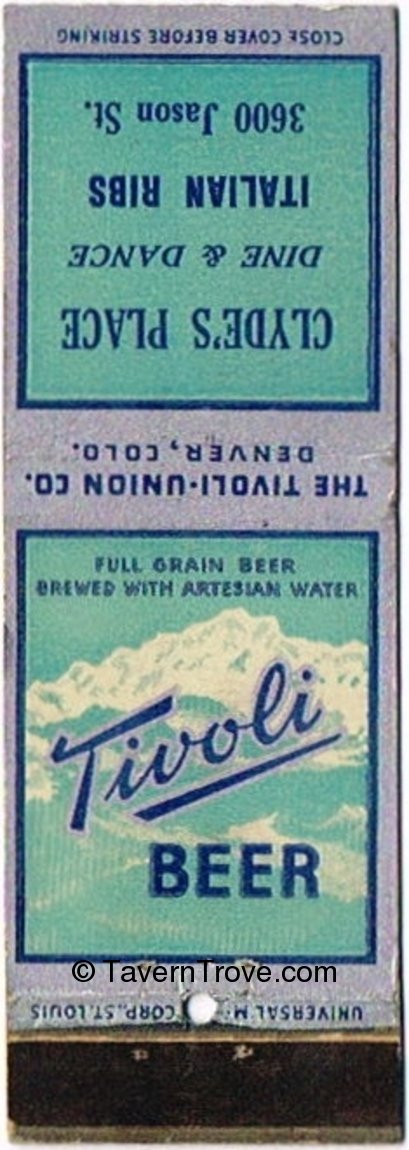 CLOSE COVER BEFORE STRIKING
CLYDE'S PLACE
DINE & DANCE
ITALIAN RIBS
3600 Jason St.
THE TIVOLI-UNION CO.
DENVER, COLO.
FULL GRAIN BEER
BREWED WITH ARTESIAN WATER
Tivoli
BEER
© TavernTrove.com
UNIVERSAL CORP. ST. LOUIS